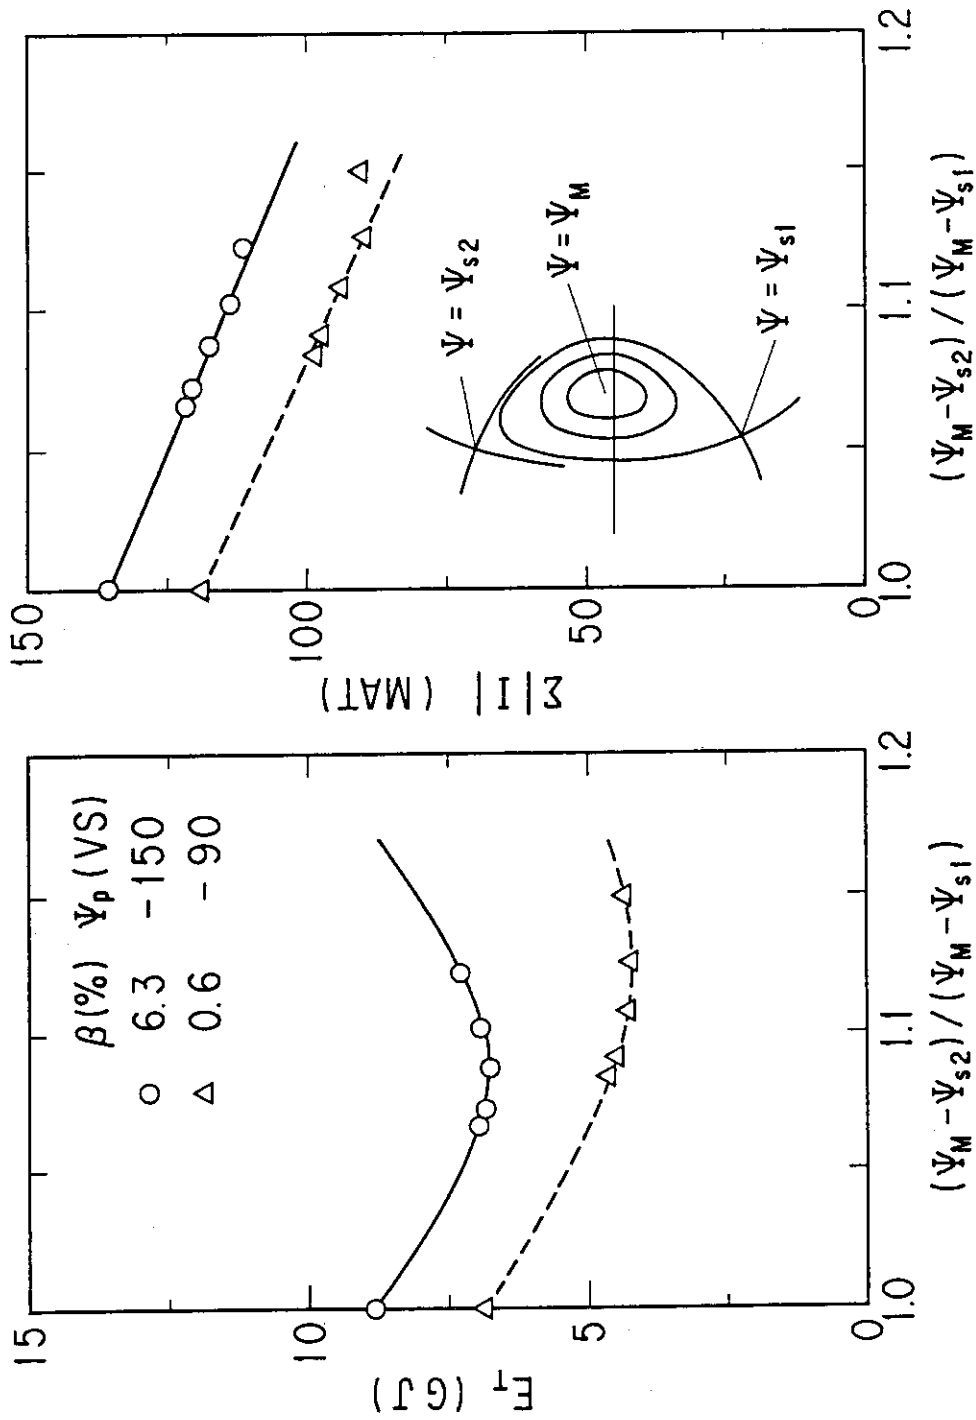 15
10
5
0
E_T (GJ)
1.0
1.1
1.2
(Ψ_M − Ψ_s2) / (Ψ_M − Ψ_s1)
β(%) Ψ_p (VS)
○ 6.3 −150
△ 0.6 −90
150
100
50
0
Σ|I| (MAT)
1.0
1.1
1.2
(Ψ_M − Ψ_s2) / (Ψ_M − Ψ_s1)
Ψ = Ψ_s2
Ψ = Ψ_M
Ψ = Ψ_s1